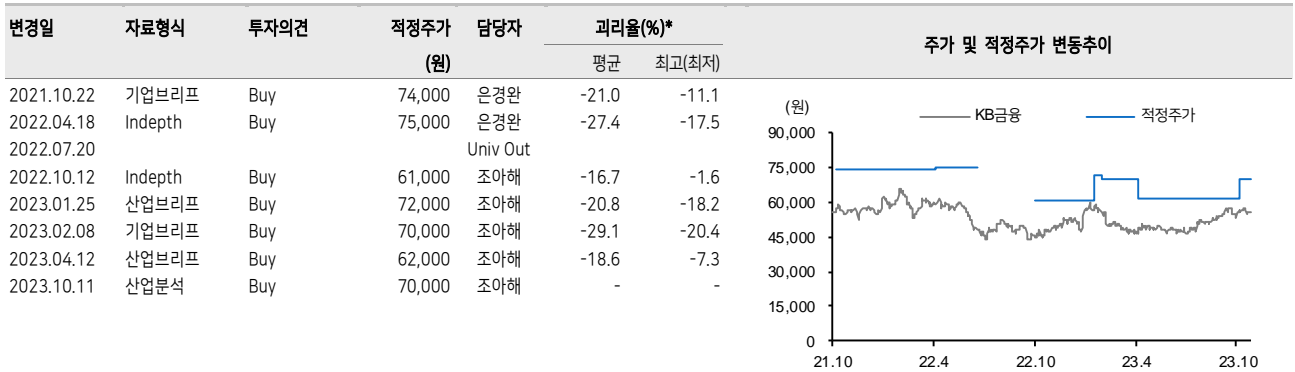 변경일 자료형식 투자의견 적정주가 담당자 괴리율(%)* 주가 및 적정주가 변동추이
(원) 평균 최고(최저)
2021.10.22 기업브리프 Buy 74,000 은경완 -21.0 -11.1
2022.04.18 Indepth Buy 75,000 은경완 -27.4 -17.5
2022.07.20 Univ Out
2022.10.12 Indepth Buy 61,000 조아해 -16.7 -1.6
2023.01.25 산업브리프 Buy 72,000 조아해 -20.8 -18.2
2023.02.08 기업브리프 Buy 70,000 조아해 -29.1 -20.4
2023.04.12 산업브리프 Buy 62,000 조아해 -18.6 -7.3
2023.10.11 산업분석 Buy 70,000 조아해 - -
(원) KB금융 적정주가
90,000
75,000
60,000
45,000
30,000
15,000
0
21.10 22.4 22.10 23.4 23.10